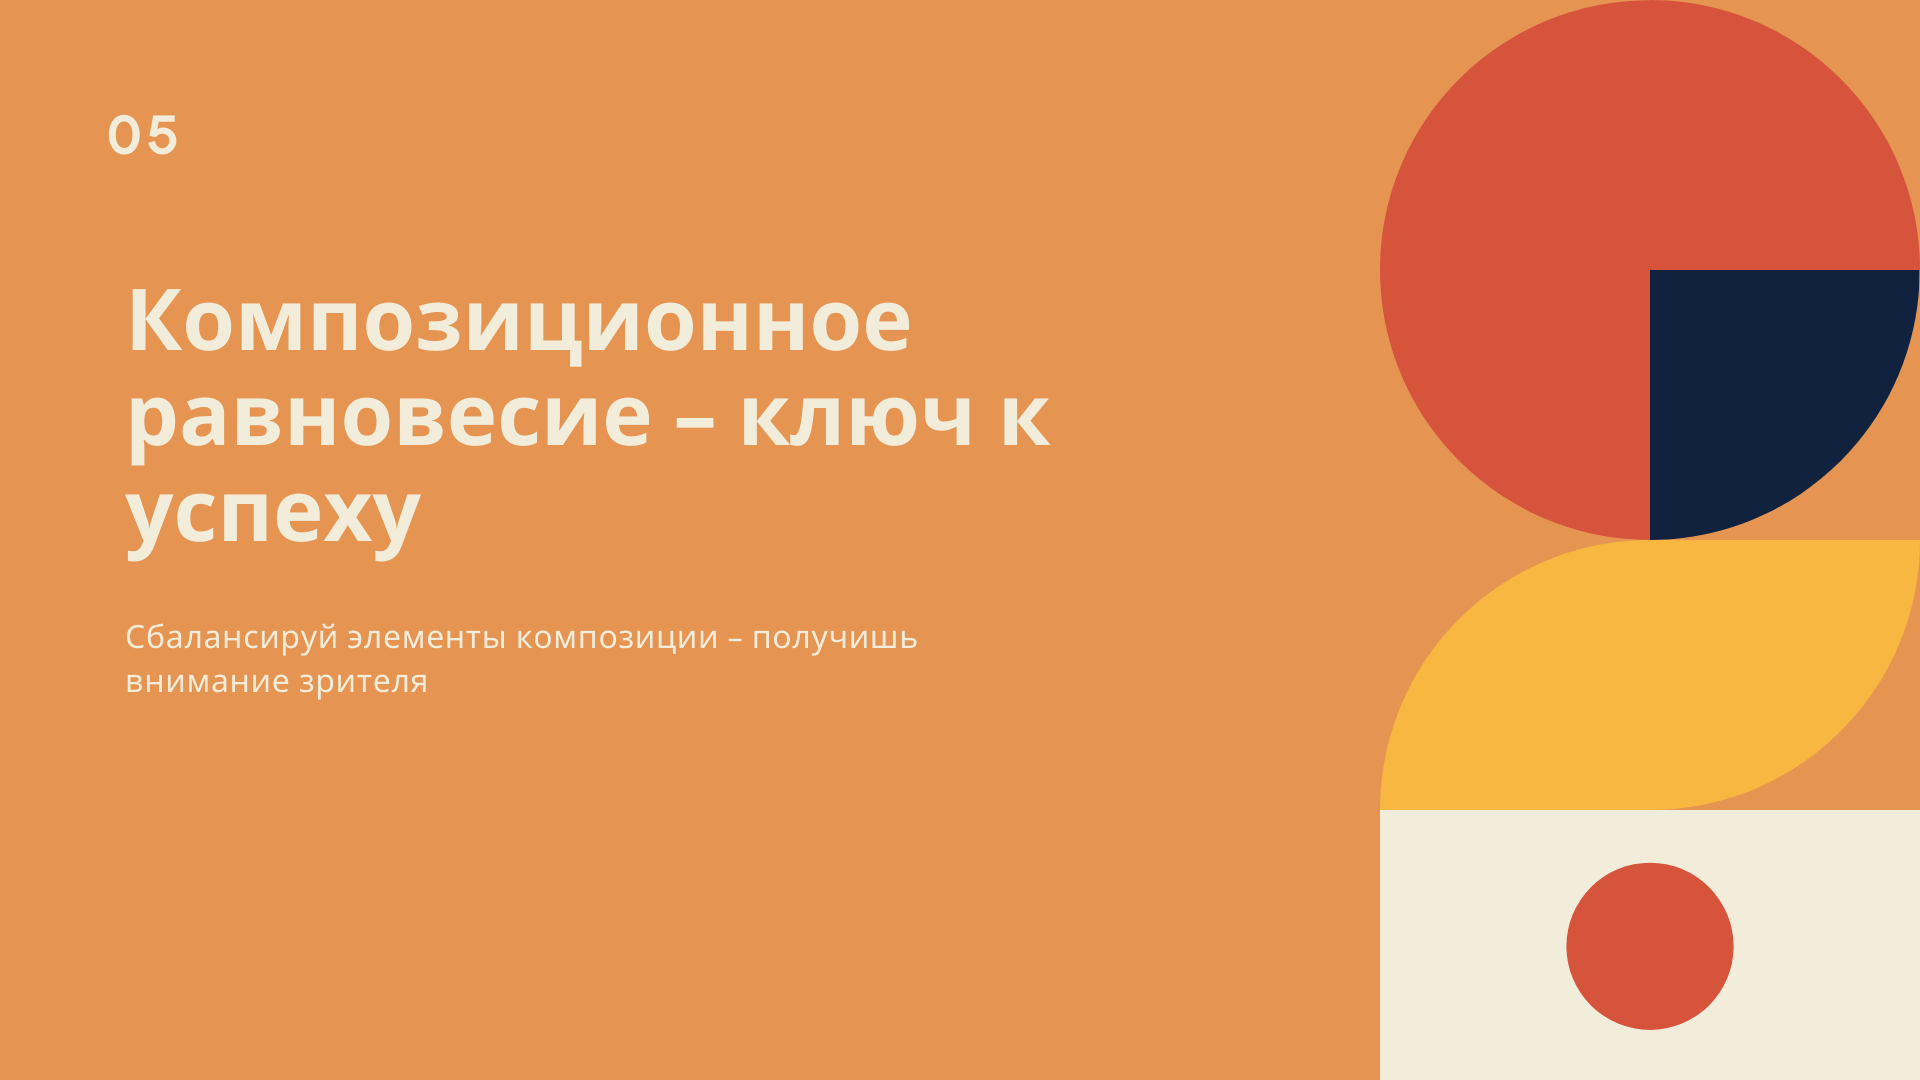 05
Композиционное
равновесие – ключ к
успеху
Сбалансируй элементы композиции – получишь
внимание зрителя